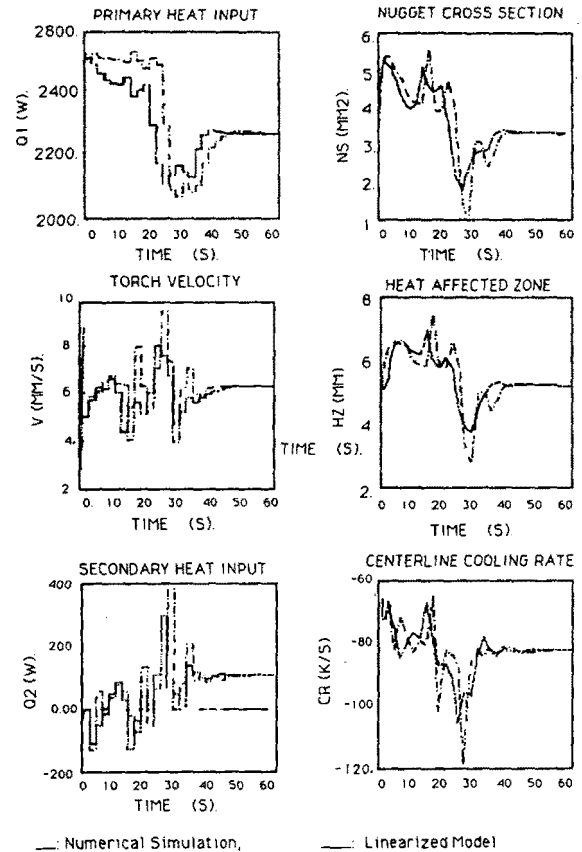 PRIMARY HEAT INPUT
2800.
2400
2200.
2000.
Q1 (W).
0 10 20 30 40 50 60
TIME (S).
NUGGET CROSS SECTION
6
5
4
3.
2.
1
NS (MM2).
0 10 20 30 40 50 60
TIME (S).
TORCH VELOCITY
10
8
6.
4.
2
V (MM/S).
0. 10 20 30 40 50 60
TIME (S).
HEAT AFFECTED ZONE
8
6.
4.
2.
HZ (MM)
0 10 20 30 40 50 60
TIME (S).
TIME (S).
SECONDARY HEAT INPUT
400
200
0.00
-200
Q2 (W).
0 10 20 30 40 50 60
TIME (S).
CENTERLINE COOLING RATE
-60
-80.
-100.
-120.
CR (K/S)
0 10 20 30 40 50 60
TIME (S).
__: Numerical Simulation, __: Linearized Model